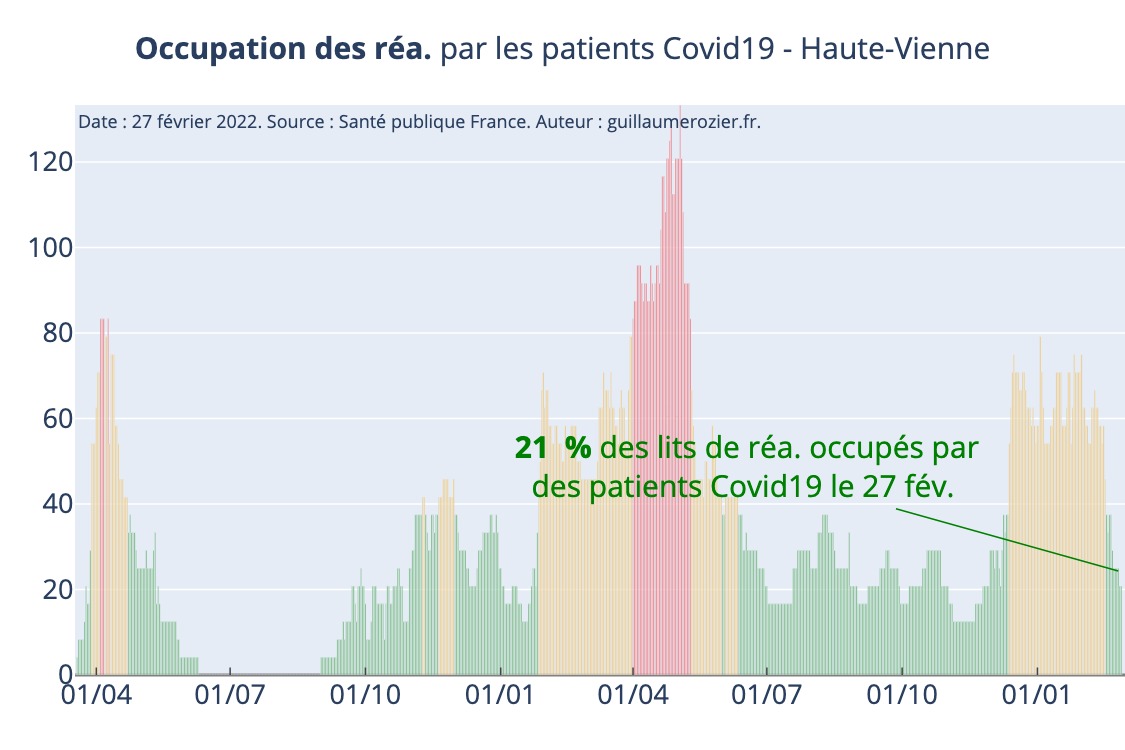 Occupation des réa. par les patients Covid19 - Haute-Vienne
Date : 27 février 2022. Source : Santé publique France. Auteur : guillaumerozier.fr.
120
100
80
60
40
20
0
21 % des lits de réa. occupés par
des patients Covid19 le 27 fév.
01/04 01/07 01/10 01/01 01/04 01/07 01/10 01/01